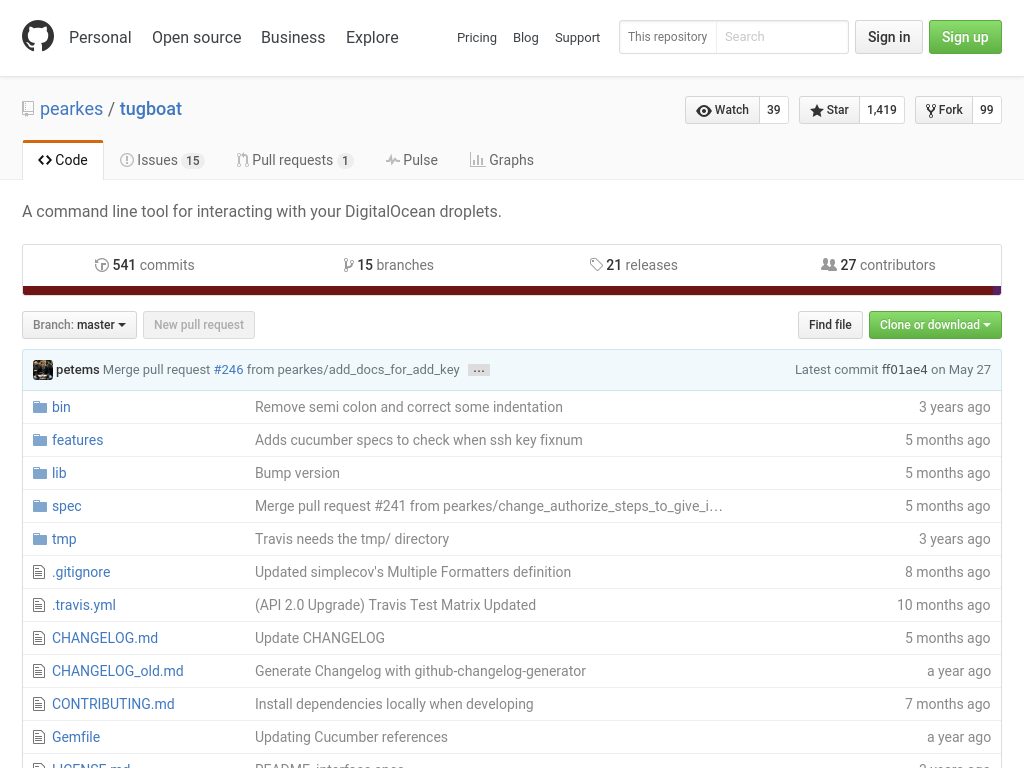 Personal Open source Business Explore Pricing Blog Support This repository Search Sign in Sign up
pearkes / tugboat Watch 39 Star 1,419 Fork 99
Code Issues 15 Pull requests 1 Pulse Graphs
A command line tool for interacting with your DigitalOcean droplets.
541 commits 15 branches 21 releases 27 contributors
Branch: master New pull request Find file Clone or download
petems Merge pull request #246 from pearkes/add_docs_for_add_key … Latest commit ff01ae4 on May 27
bin Remove semi colon and correct some indentation 3 years ago
features Adds cucumber specs to check when ssh key fixnum 5 months ago
lib Bump version 5 months ago
spec Merge pull request #241 from pearkes/change_authorize_steps_to_give_i… 5 months ago
tmp Travis needs the tmp/ directory 3 years ago
.gitignore Updated simplecov's Multiple Formatters definition 8 months ago
.travis.yml (API 2.0 Upgrade) Travis Test Matrix Updated 10 months ago
CHANGELOG.md Update CHANGELOG 5 months ago
CHANGELOG_old.md Generate Changelog with github-changelog-generator a year ago
CONTRIBUTING.md Install dependencies locally when developing 7 months ago
Gemfile Updating Cucumber references a year ago
LICENSE.md README, interface spec years ago